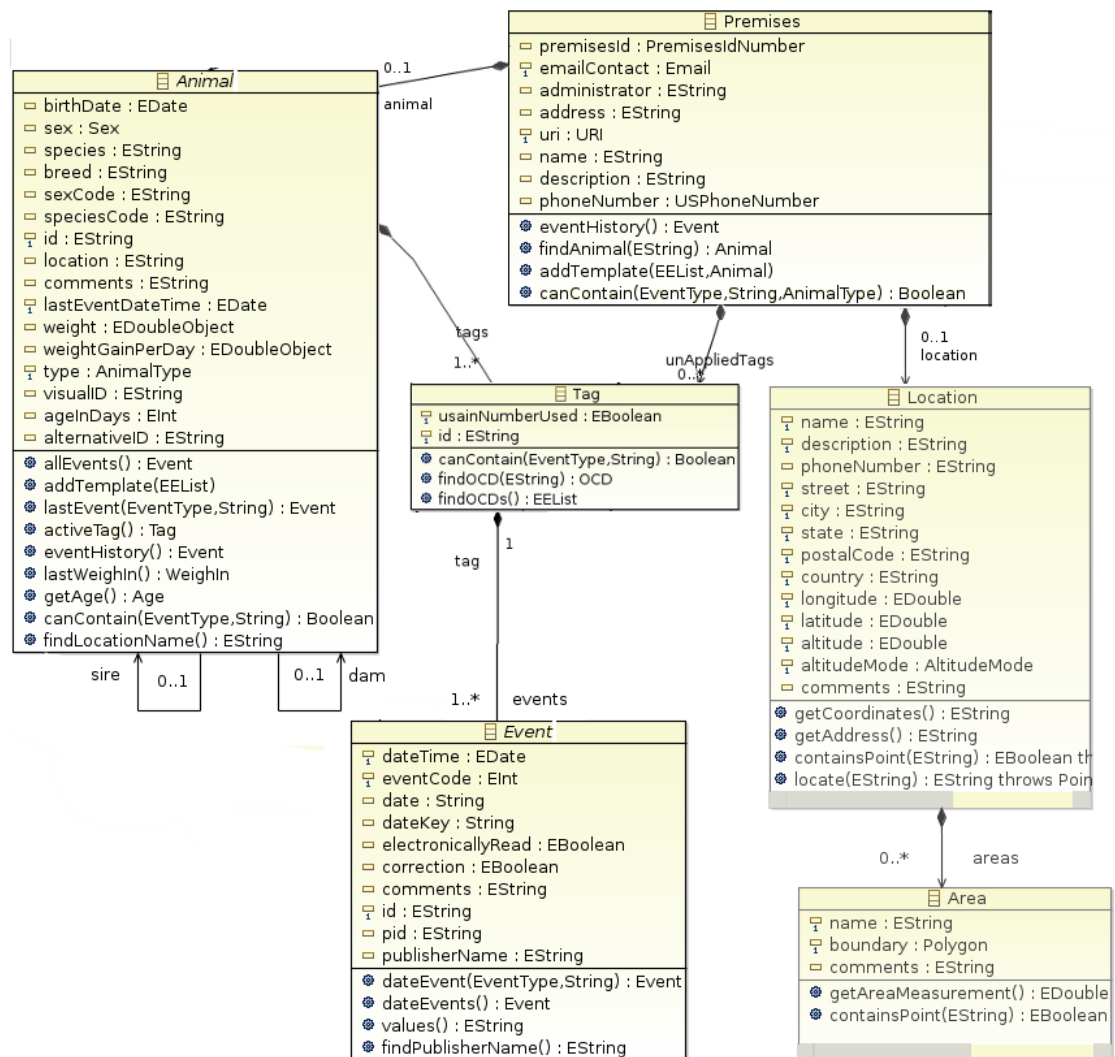 Premises
premisesId : PremisesIdNumber
emailContact : Email
administrator : EString
address : EString
uri : URI
name : EString
description : EString
phoneNumber : USPhoneNumber
eventHistory() : Event
findAnimal(EString) : Animal
addTemplate(EEList,Animal)
canContain(EventType,String,AnimalType) : Boolean
0..1
animal
Animal
birthDate : EDate
sex : Sex
species : EString
breed : EString
sexCode : EString
speciesCode : EString
id : EString
location : EString
comments : EString
lastEventDateTime : EDate
weight : EDoubleObject
weightGainPerDay : EDoubleObject
type : AnimalType
visualID : EString
ageInDays : EInt
alternativeID : EString
allEvents() : Event
addTemplate(EEList)
lastEvent(EventType,String) : Event
activeTag() : Tag
eventHistory() : Event
lastWeighIn() : WeighIn
getAge() : Age
canContain(EventType,String) : Boolean
findLocationName() : EString
sire
0..1
0..1
dam
tags
1..*
unAppliedTags
0..*
0..1
location
Tag
usainNumberUsed : EBoolean
id : EString
canContain(EventType,String) : Boolean
findOCD(EString) : OCD
findOCDs() : EEList
tag
1
1..*
events
Event
dateTime : EDate
eventCode : EInt
date : String
dateKey : String
electronicallyRead : EBoolean
correction : EBoolean
comments : EString
id : EString
pid : EString
publisherName : EString
dateEvent(EventType,String) : Event
dateEvents() : Event
values() : EString
findPublisherName() : EString
Location
name : EString
description : EString
phoneNumber : EString
street : EString
city : EString
state : EString
postalCode : EString
country : EString
longitude : EDouble
latitude : EDouble
altitude : EDouble
altitudeMode : AltitudeMode
comments : EString
getCoordinates() : EString
getAddress() : EString
containsPoint(EString) : EBoolean th
locate(EString) : EString throws Poin
0..*
areas
Area
name : EString
boundary : Polygon
comments : EString
getAreaMeasurement() : EDouble
containsPoint(EString) : EBoolean